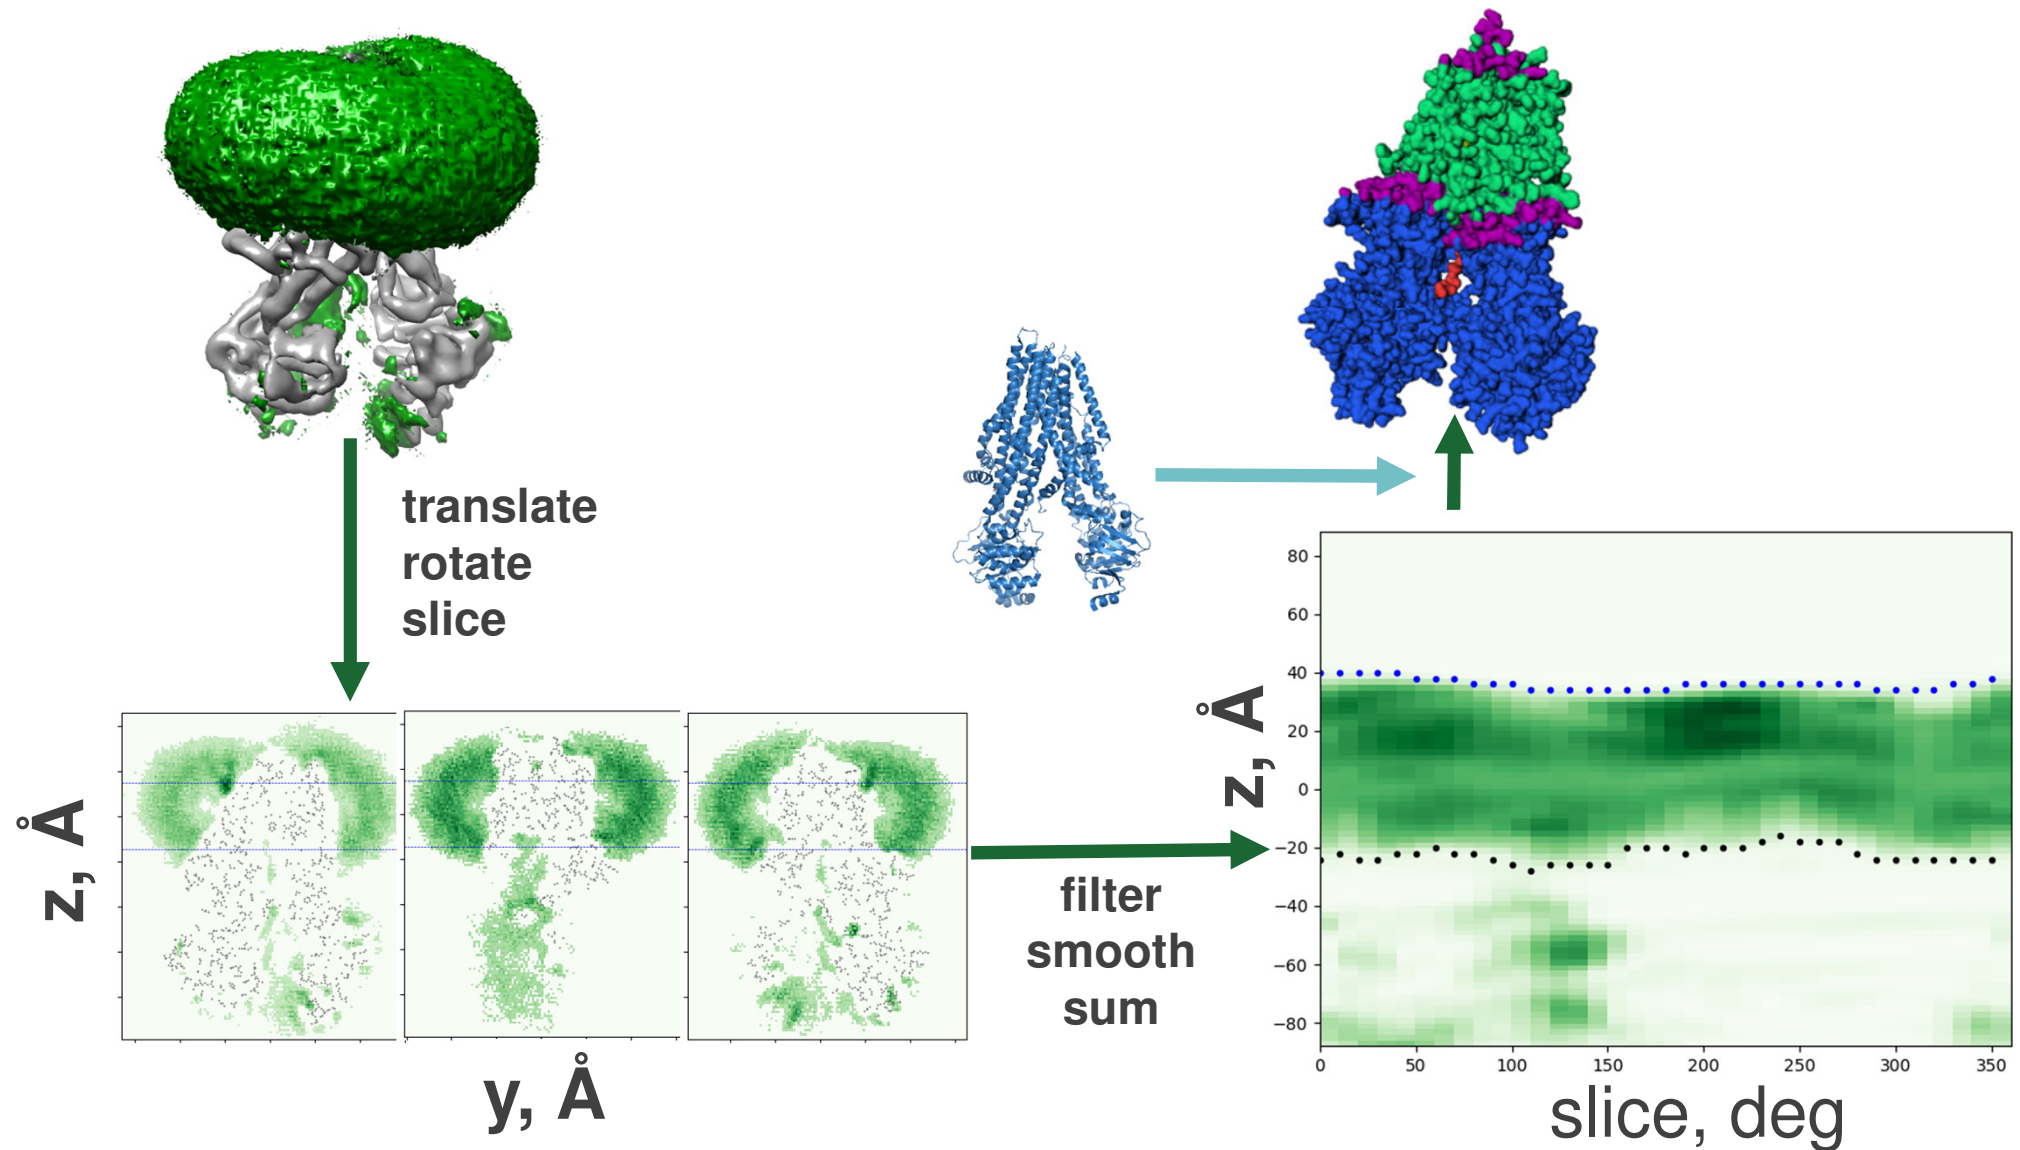 translate
rotate
slice
z, Å
y, Å
filter
smooth
sum
z, Å
80
60
40
20
0
−20
−40
−60
−80
0 50 100 150 200 250 300 350
slice, deg